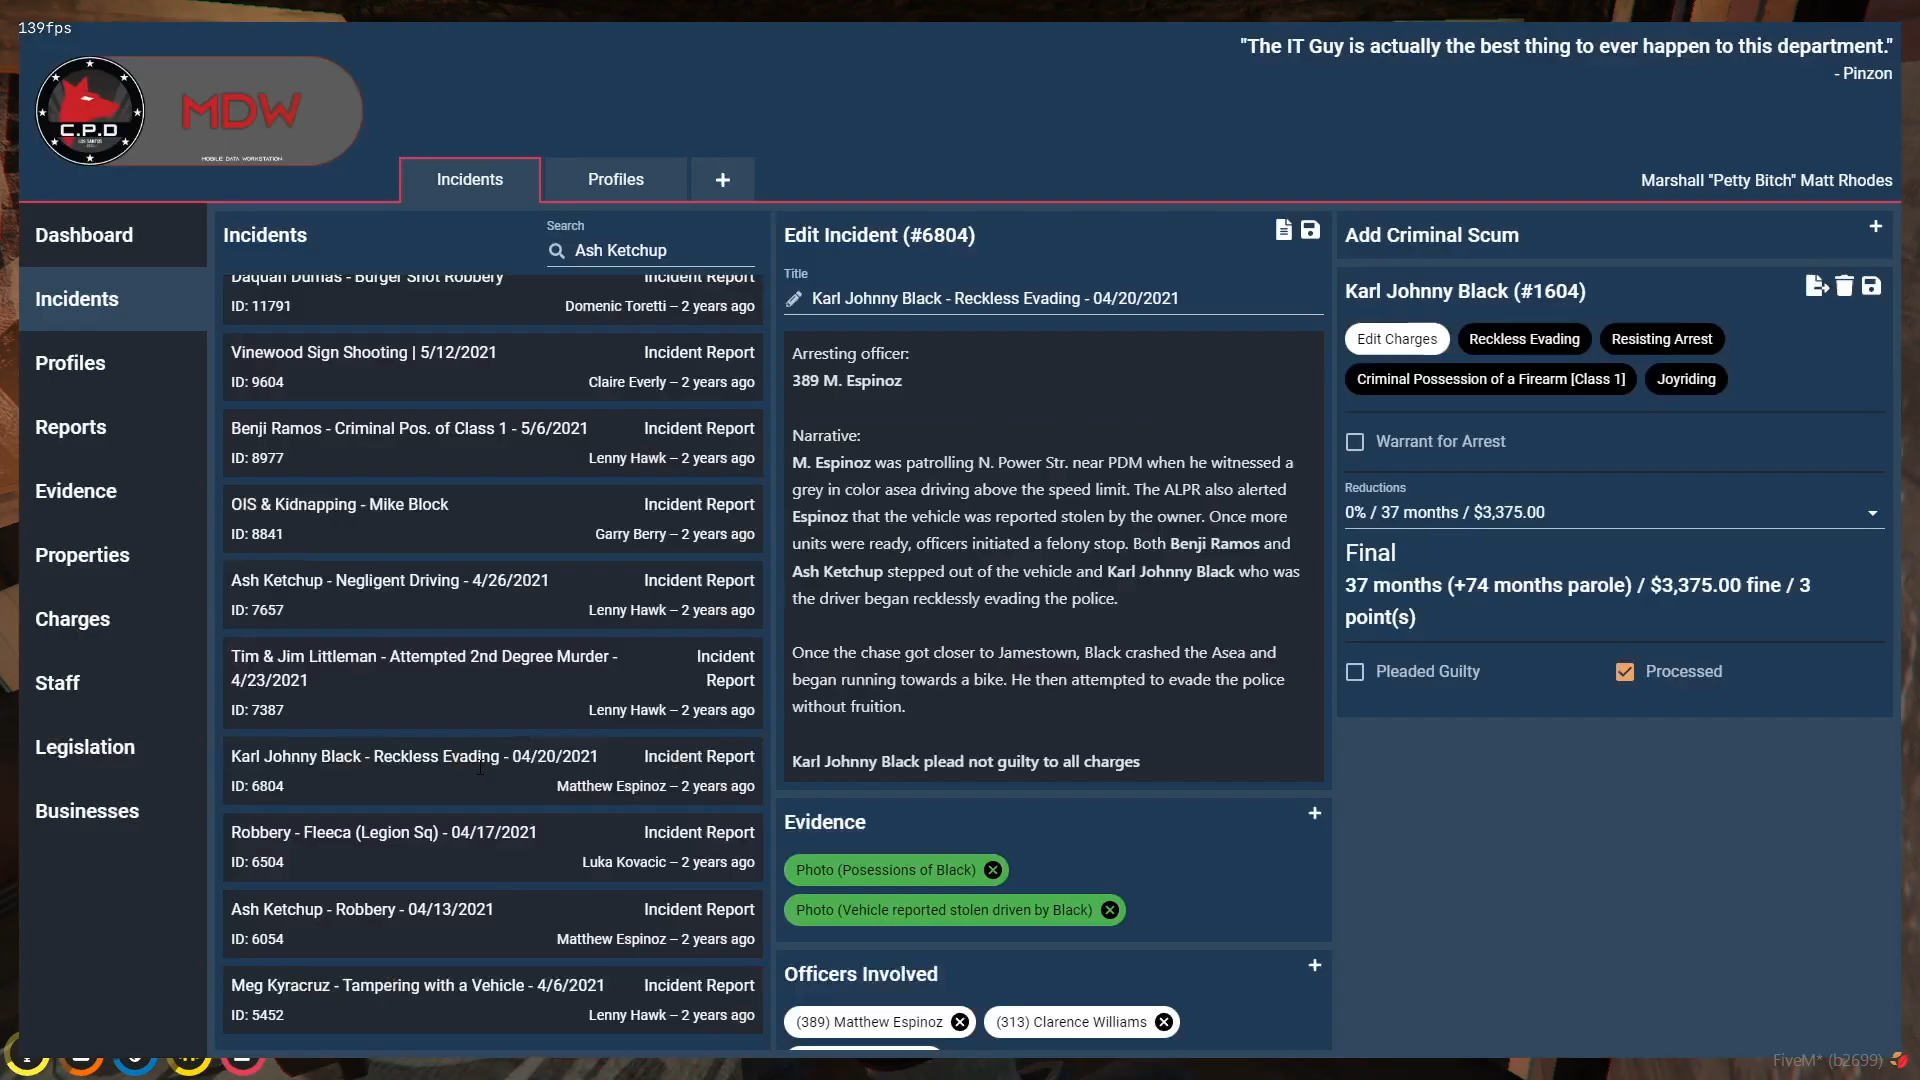 139fps
"The IT Guy is actually the best thing to ever happen to this department."
- Pinzon
C.P.D
LOS SANTOS
MDW
MOBILE DATA WORKSTATION
Incidents
Profiles
+
Marshall "Petty Bitch" Matt Rhodes
Dashboard
Incidents
Profiles
Reports
Evidence
Properties
Charges
Staff
Legislation
Businesses
Incidents
Search
Ash Ketchup
Daquan Dumas - Burger Shot Robbery Incident Report
ID: 11791 Domenic Toretti – 2 years ago
Vinewood Sign Shooting | 5/12/2021 Incident Report
ID: 9604 Claire Everly – 2 years ago
Benji Ramos - Criminal Pos. of Class 1 - 5/6/2021 Incident Report
ID: 8977 Lenny Hawk – 2 years ago
OIS & Kidnapping - Mike Block Incident Report
ID: 8841 Garry Berry – 2 years ago
Ash Ketchup - Negligent Driving - 4/26/2021 Incident Report
ID: 7657 Lenny Hawk – 2 years ago
Tim & Jim Littleman - Attempted 2nd Degree Murder - Incident
4/23/2021 Report
ID: 7387 Lenny Hawk – 2 years ago
Karl Johnny Black - Reckless Evading - 04/20/2021 Incident Report
ID: 6804 Matthew Espinoz – 2 years ago
Robbery - Fleeca (Legion Sq) - 04/17/2021 Incident Report
ID: 6504 Luka Kovacic – 2 years ago
Ash Ketchup - Robbery - 04/13/2021 Incident Report
ID: 6054 Matthew Espinoz – 2 years ago
Meg Kyracruz - Tampering with a Vehicle - 4/6/2021 Incident Report
ID: 5452 Lenny Hawk – 2 years ago
Edit Incident (#6804)
Title
Karl Johnny Black - Reckless Evading - 04/20/2021
Arresting officer:
389 M. Espinoz
Narrative:
M. Espinoz was patrolling N. Power Str. near PDM when he witnessed a
grey in color asea driving above the speed limit. The ALPR also alerted
Espinoz that the vehicle was reported stolen by the owner. Once more
units were ready, officers initiated a felony stop. Both Benji Ramos and
Ash Ketchup stepped out of the vehicle and Karl Johnny Black who was
the driver began recklessly evading the police.
Once the chase got closer to Jamestown, Black crashed the Asea and
began running towards a bike. He then attempted to evade the police
without fruition.
Karl Johnny Black plead not guilty to all charges
Evidence
+
Photo (Posessions of Black)
Photo (Vehicle reported stolen driven by Black)
Officers Involved
+
(389) Matthew Espinoz (313) Clarence Williams
Add Criminal Scum
+
Karl Johnny Black (#1604)
Edit Charges Reckless Evading Resisting Arrest
Criminal Possession of a Firearm [Class 1] Joyriding
Warrant for Arrest
Reductions
0% / 37 months / $3,375.00
Final
37 months (+74 months parole) / $3,375.00 fine / 3
point(s)
Pleaded Guilty Processed
FiveM* (b2699)